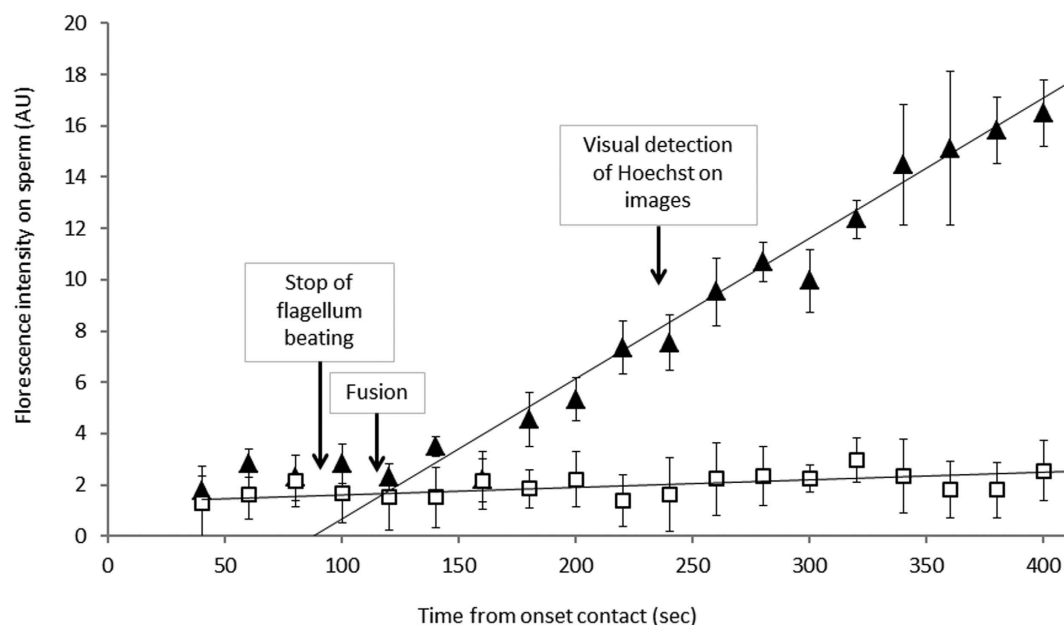 Florescence intensity on sperm (AU)
20
18
16
14
12
10
8
6
4
2
0
Stop of
flagellum
beating
Fusion
Visual detection
of Hoechst on
images
0
50
100
150
200
250
300
350
400
Time from onset contact (sec)